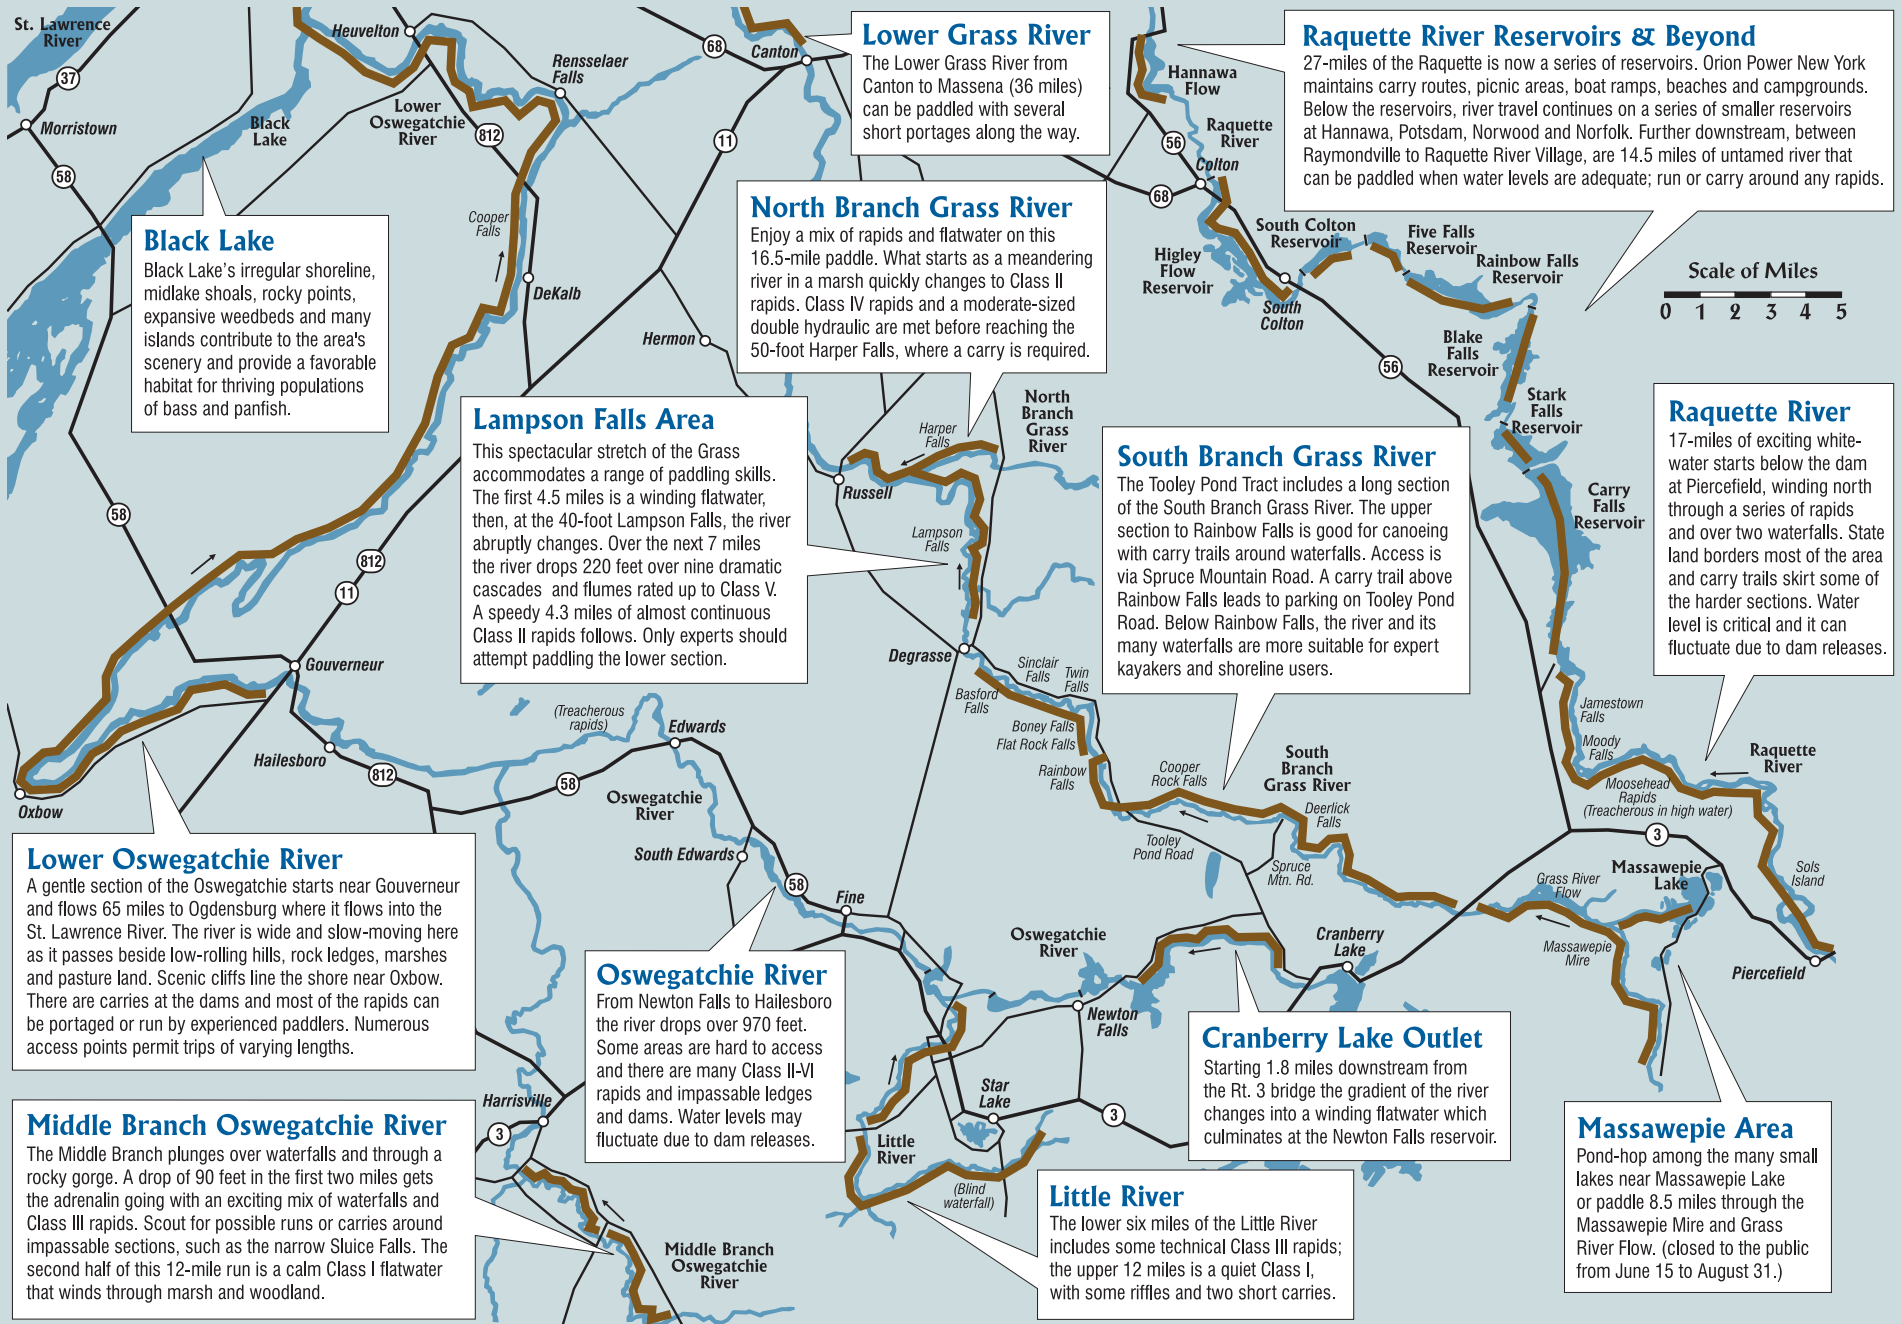 St. Lawrence
River
37
Morristown
58
Heuvelton
Black
Lake
Lower
Oswegatchie
River
812
Rensselaer
Falls
68
Canton
11
Lower Grass River
The Lower Grass River from
Canton to Massena (36 miles)
can be paddled with several
short portages along the way.
Hannawa
Flow
Raquette
River
56
Colton
68
Raquette River Reservoirs & Beyond
27-miles of the Raquette is now a series of reservoirs. Orion Power New York
maintains carry routes, picnic areas, boat ramps, beaches and campgrounds.
Below the reservoirs, river travel continues on a series of smaller reservoirs
at Hannawa, Potsdam, Norwood and Norfolk. Further downstream, between
Raymondville to Raquette River Village, are 14.5 miles of untamed river that
can be paddled when water levels are adequate; run or carry around any rapids.
Black Lake
Black Lake's irregular shoreline,
midlake shoals, rocky points,
expansive weedbeds and many
islands contribute to the area's
scenery and provide a favorable
habitat for thriving populations
of bass and panfish.
Cooper
Falls
DeKalb
Hermon
North Branch Grass River
Enjoy a mix of rapids and flatwater on this
16.5-mile paddle. What starts as a meandering
river in a marsh quickly changes to Class II
rapids. Class IV rapids and a moderate-sized
double hydraulic are met before reaching the
50-foot Harper Falls, where a carry is required.
Higley
Flow
Reservoir
South Colton
Reservoir
South
Colton
Five Falls
Reservoir
Rainbow Falls
Reservoir
Scale of Miles
0 1 2 3 4 5
Blake
Falls
Reservoir
56
Stark
Falls
Reservoir
Carry
Falls
Reservoir
Lampson Falls Area
This spectacular stretch of the Grass
accommodates a range of paddling skills.
The first 4.5 miles is a winding flatwater,
then, at the 40-foot Lampson Falls, the river
abruptly changes. Over the next 7 miles
the river drops 220 feet over nine dramatic
cascades and flumes rated up to Class V.
A speedy 4.3 miles of almost continuous
Class II rapids follows. Only experts should
attempt paddling the lower section.
Harper
Falls
North
Branch
Grass
River
Russell
Lampson
Falls
Degrasse
South Branch Grass River
The Tooley Pond Tract includes a long section
of the South Branch Grass River. The upper
section to Rainbow Falls is good for canoeing
with carry trails around waterfalls. Access is
via Spruce Mountain Road. A carry trail above
Rainbow Falls leads to parking on Tooley Pond
Road. Below Rainbow Falls, the river and its
many waterfalls are more suitable for expert
kayakers and shoreline users.
Raquette River
17-miles of exciting white-
water starts below the dam
at Piercefield, winding north
through a series of rapids
and over two waterfalls. State
land borders most of the area
and carry trails skirt some of
the harder sections. Water
level is critical and it can
fluctuate due to dam releases.
58
812
11
Gouverneur
Hailesboro
812
Oxbow
(Treacherous
rapids)
Edwards
58
Oswegatchie
River
South Edwards
58
Fine
Sinclair
Falls
Twin
Falls
Basford
Falls
Boney Falls
Flat Rock Falls
Rainbow
Falls
Cooper
Rock Falls
South
Branch
Grass River
Deerlick
Falls
Tooley
Pond Road
Spruce
Mtn. Rd.
Jamestown
Falls
Moody
Falls
Moosehead
Rapids
(Treacherous in high water)
Raquette
River
3
Massawepie
Lake
Sols
Island
Grass River
Flow
Massawepie
Mire
Piercefield
Lower Oswegatchie River
A gentle section of the Oswegatchie starts near Gouverneur
and flows 65 miles to Ogdensburg where it flows into the
St. Lawrence River. The river is wide and slow-moving here
as it passes beside low-rolling hills, rock ledges, marshes
and pasture land. Scenic cliffs line the shore near Oxbow.
There are carries at the dams and most of the rapids can
be portaged or run by experienced paddlers. Numerous
access points permit trips of varying lengths.
Oswegatchie River
From Newton Falls to Hailesboro
the river drops over 970 feet.
Some areas are hard to access
and there are many Class II-VI
rapids and impassable ledges
and dams. Water levels may
fluctuate due to dam releases.
Oswegatchie
River
Cranberry
Lake
Newton
Falls
Cranberry Lake Outlet
Starting 1.8 miles downstream from
the Rt. 3 bridge the gradient of the river
changes into a winding flatwater which
culminates at the Newton Falls reservoir.
Star
Lake
3
Harrisville
3
Middle Branch Oswegatchie River
The Middle Branch plunges over waterfalls and through a
rocky gorge. A drop of 90 feet in the first two miles gets
the adrenalin going with an exciting mix of waterfalls and
Class III rapids. Scout for possible runs or carries around
impassable sections, such as the narrow Sluice Falls. The
second half of this 12-mile run is a calm Class I flatwater
that winds through marsh and woodland.
Middle Branch
Oswegatchie
River
Little
River
(Blind
waterfall)
Little River
The lower six miles of the Little River
includes some technical Class III rapids;
the upper 12 miles is a quiet Class I,
with some riffles and two short carries.
Massawepie Area
Pond-hop among the many small
lakes near Massawepie Lake
or paddle 8.5 miles through the
Massawepie Mire and Grass
River Flow. (closed to the public
from June 15 to August 31.)